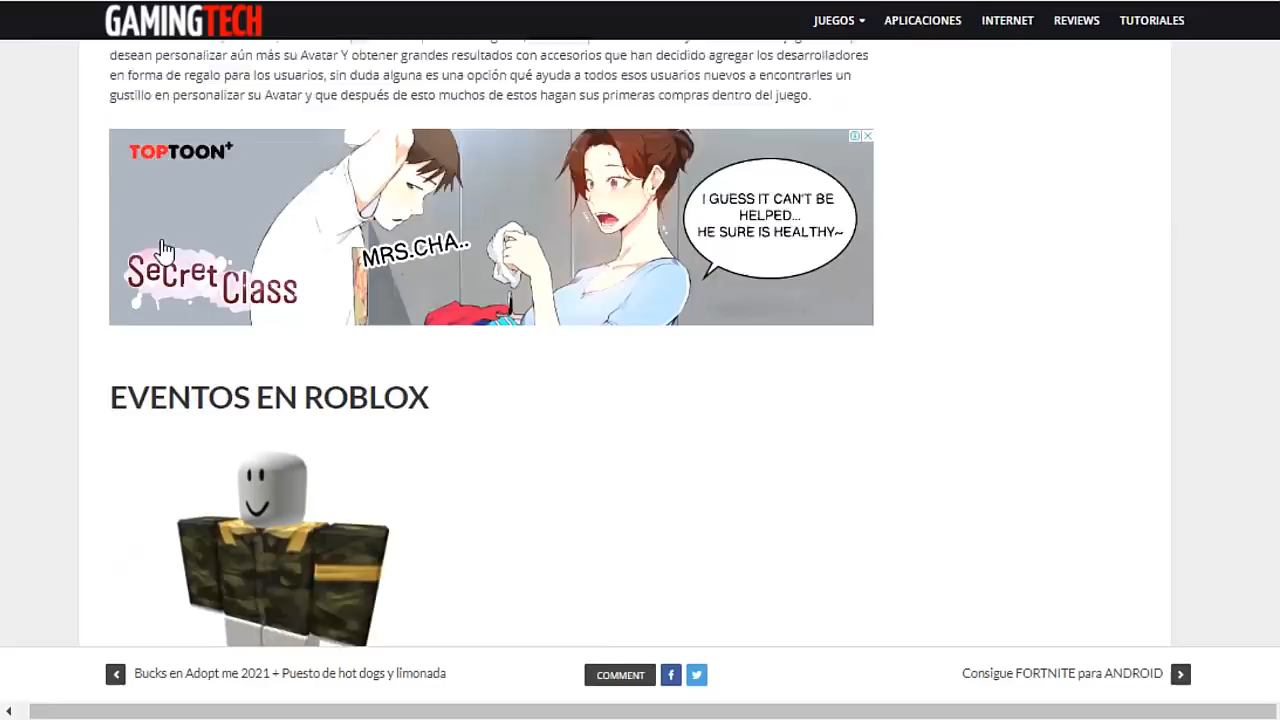 GAMINGTECH
JUEGOS
APLICACIONES
INTERNET
REVIEWS
TUTORIALES
desean personalizar aún más su Avatar Y obtener grandes resultados con accesorios que han decidido agregar los desarrolladores
en forma de regalo para los usuarios, sin duda alguna es una opción qué ayuda a todos esos usuarios nuevos a encontrarles un
gustillo en personalizar su Avatar y que después de esto muchos de estos hagan sus primeras compras dentro del juego.
TOPTOON+
I GUESS IT CAN'T BE
HELPED...
HE SURE IS HEALTHY~
MRS.CHA..
Secret Class
EVENTOS EN ROBLOX
Bucks en Adopt me 2021 + Puesto de hot dogs y limonada
COMMENT
Consigue FORTNITE para ANDROID